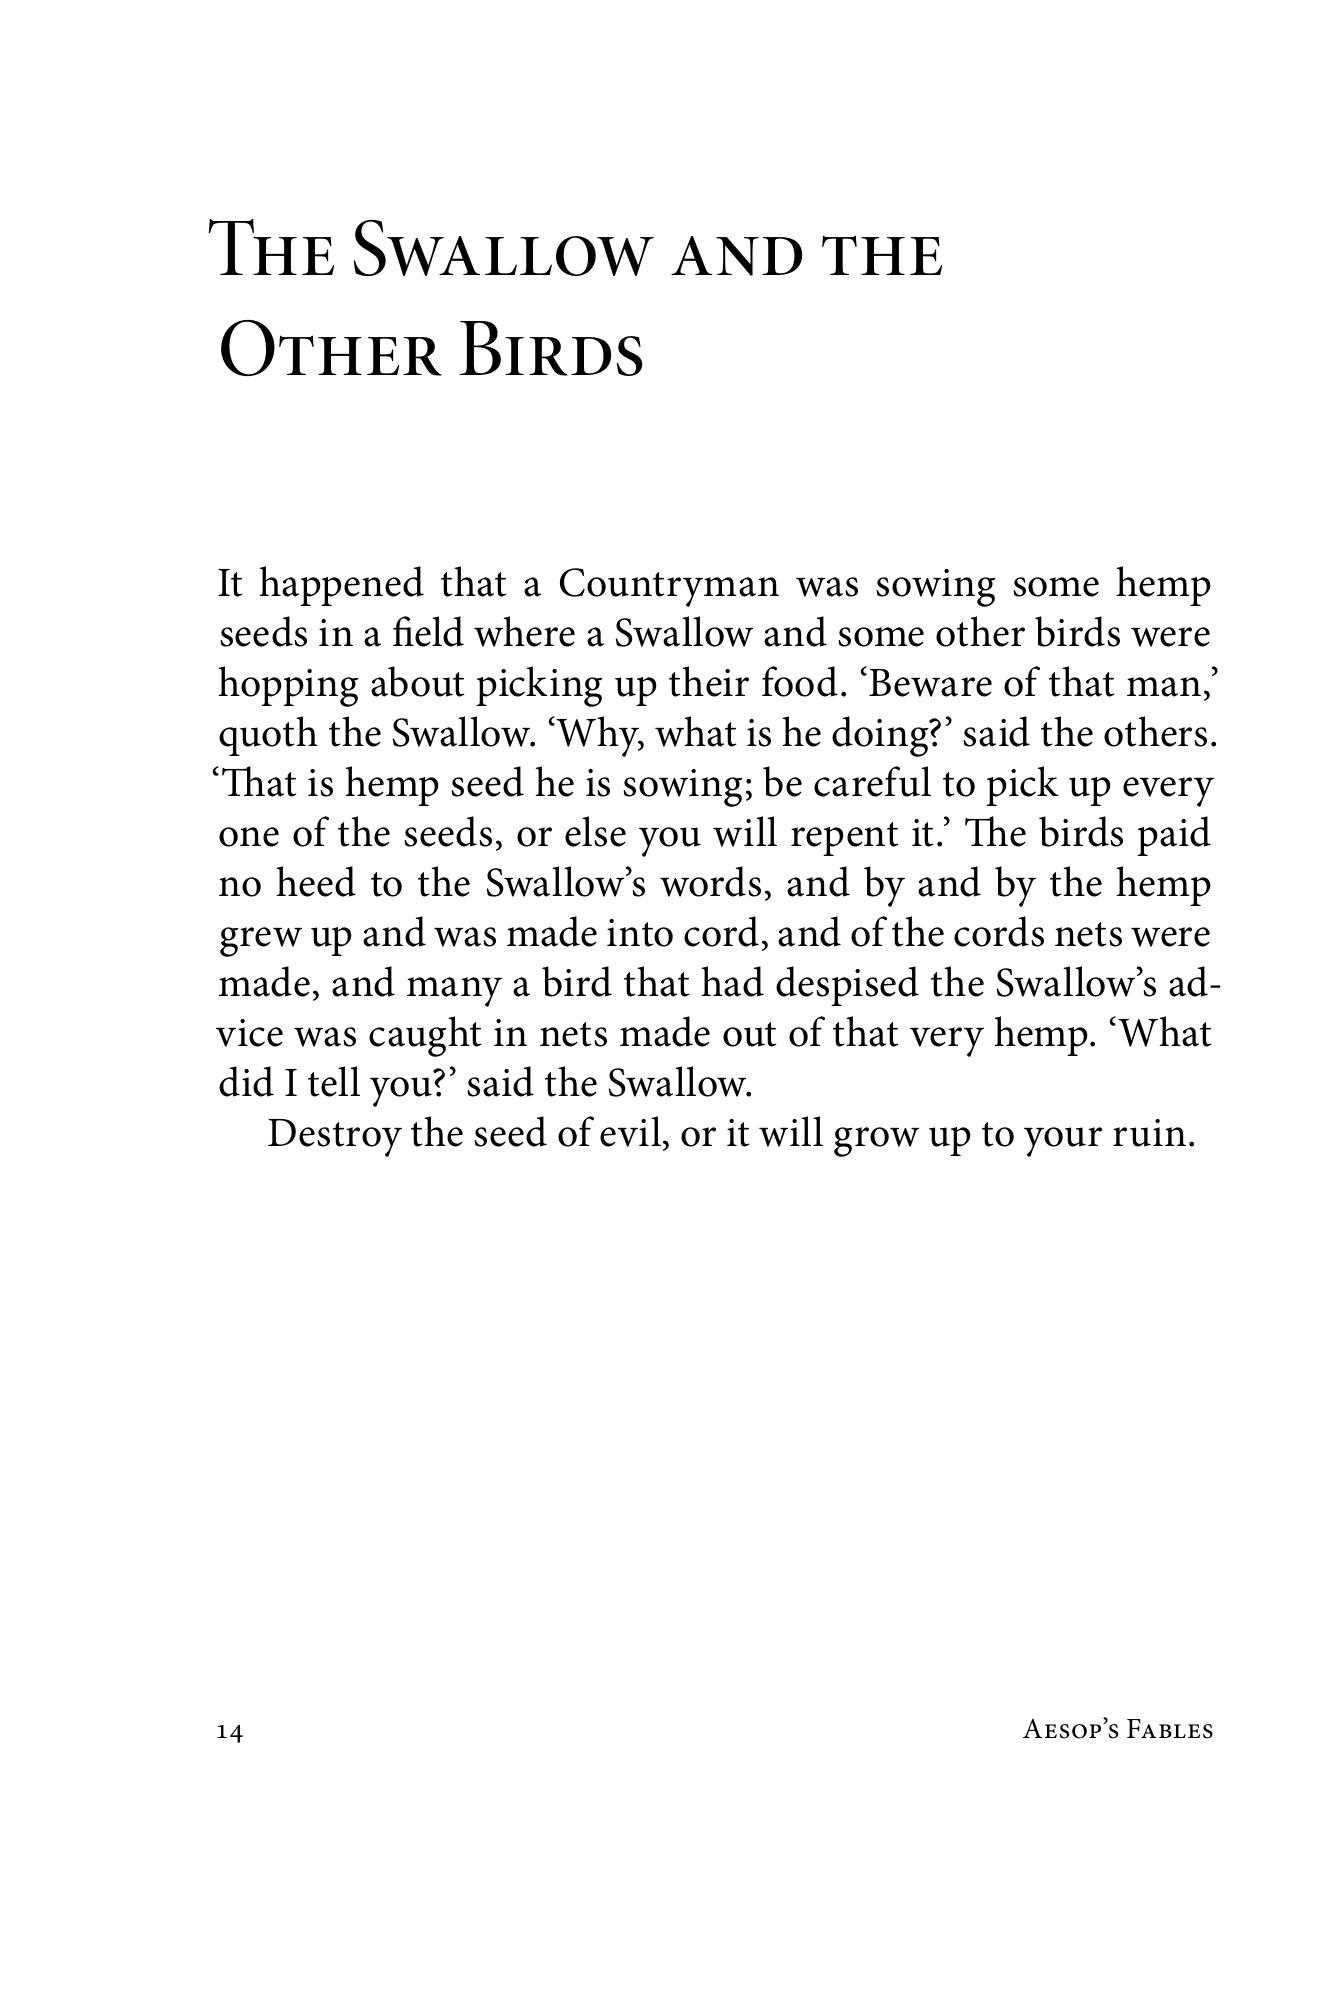 The Swallow and the
Other Birds
It happened that a Countryman was sowing some hemp
seeds in a field where a Swallow and some other birds were
hopping about picking up their food. ‘Beware of that man,’
quoth the Swallow. ‘Why, what is he doing?’ said the others.
‘That is hemp seed he is sowing; be careful to pick up every
one of the seeds, or else you will repent it.’ The birds paid
no heed to the Swallow’s words, and by and by the hemp
grew up and was made into cord, and of the cords nets were
made, and many a bird that had despised the Swallow’s ad-
vice was caught in nets made out of that very hemp. ‘What
did I tell you?’ said the Swallow.
Destroy the seed of evil, or it will grow up to your ruin.
14 Aesop’s Fables